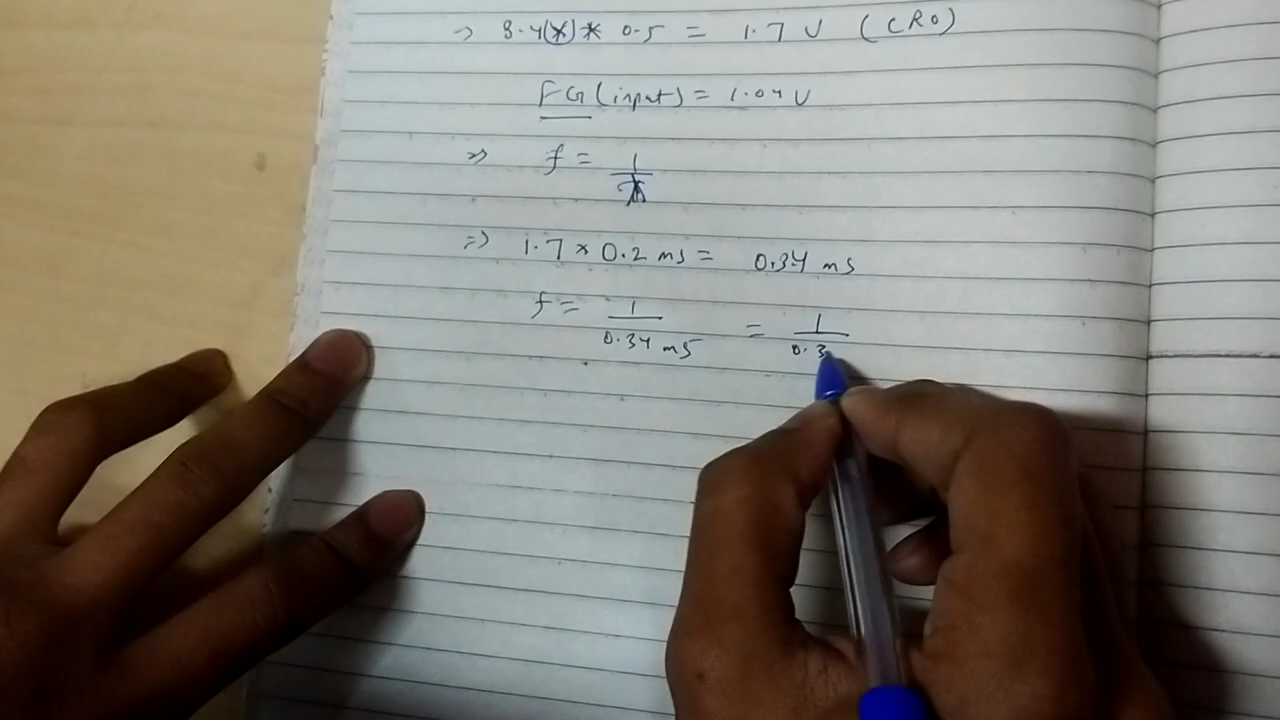 ⇒ 3.4(x)* 0.5 = 1.7 V (CRO)
FG (input) = 1.04 V
⇒ f = 1/
⇒ 1.7 × 0.2 ms = 0.34 ms
f = 1/0.34 ms = 1/0.3